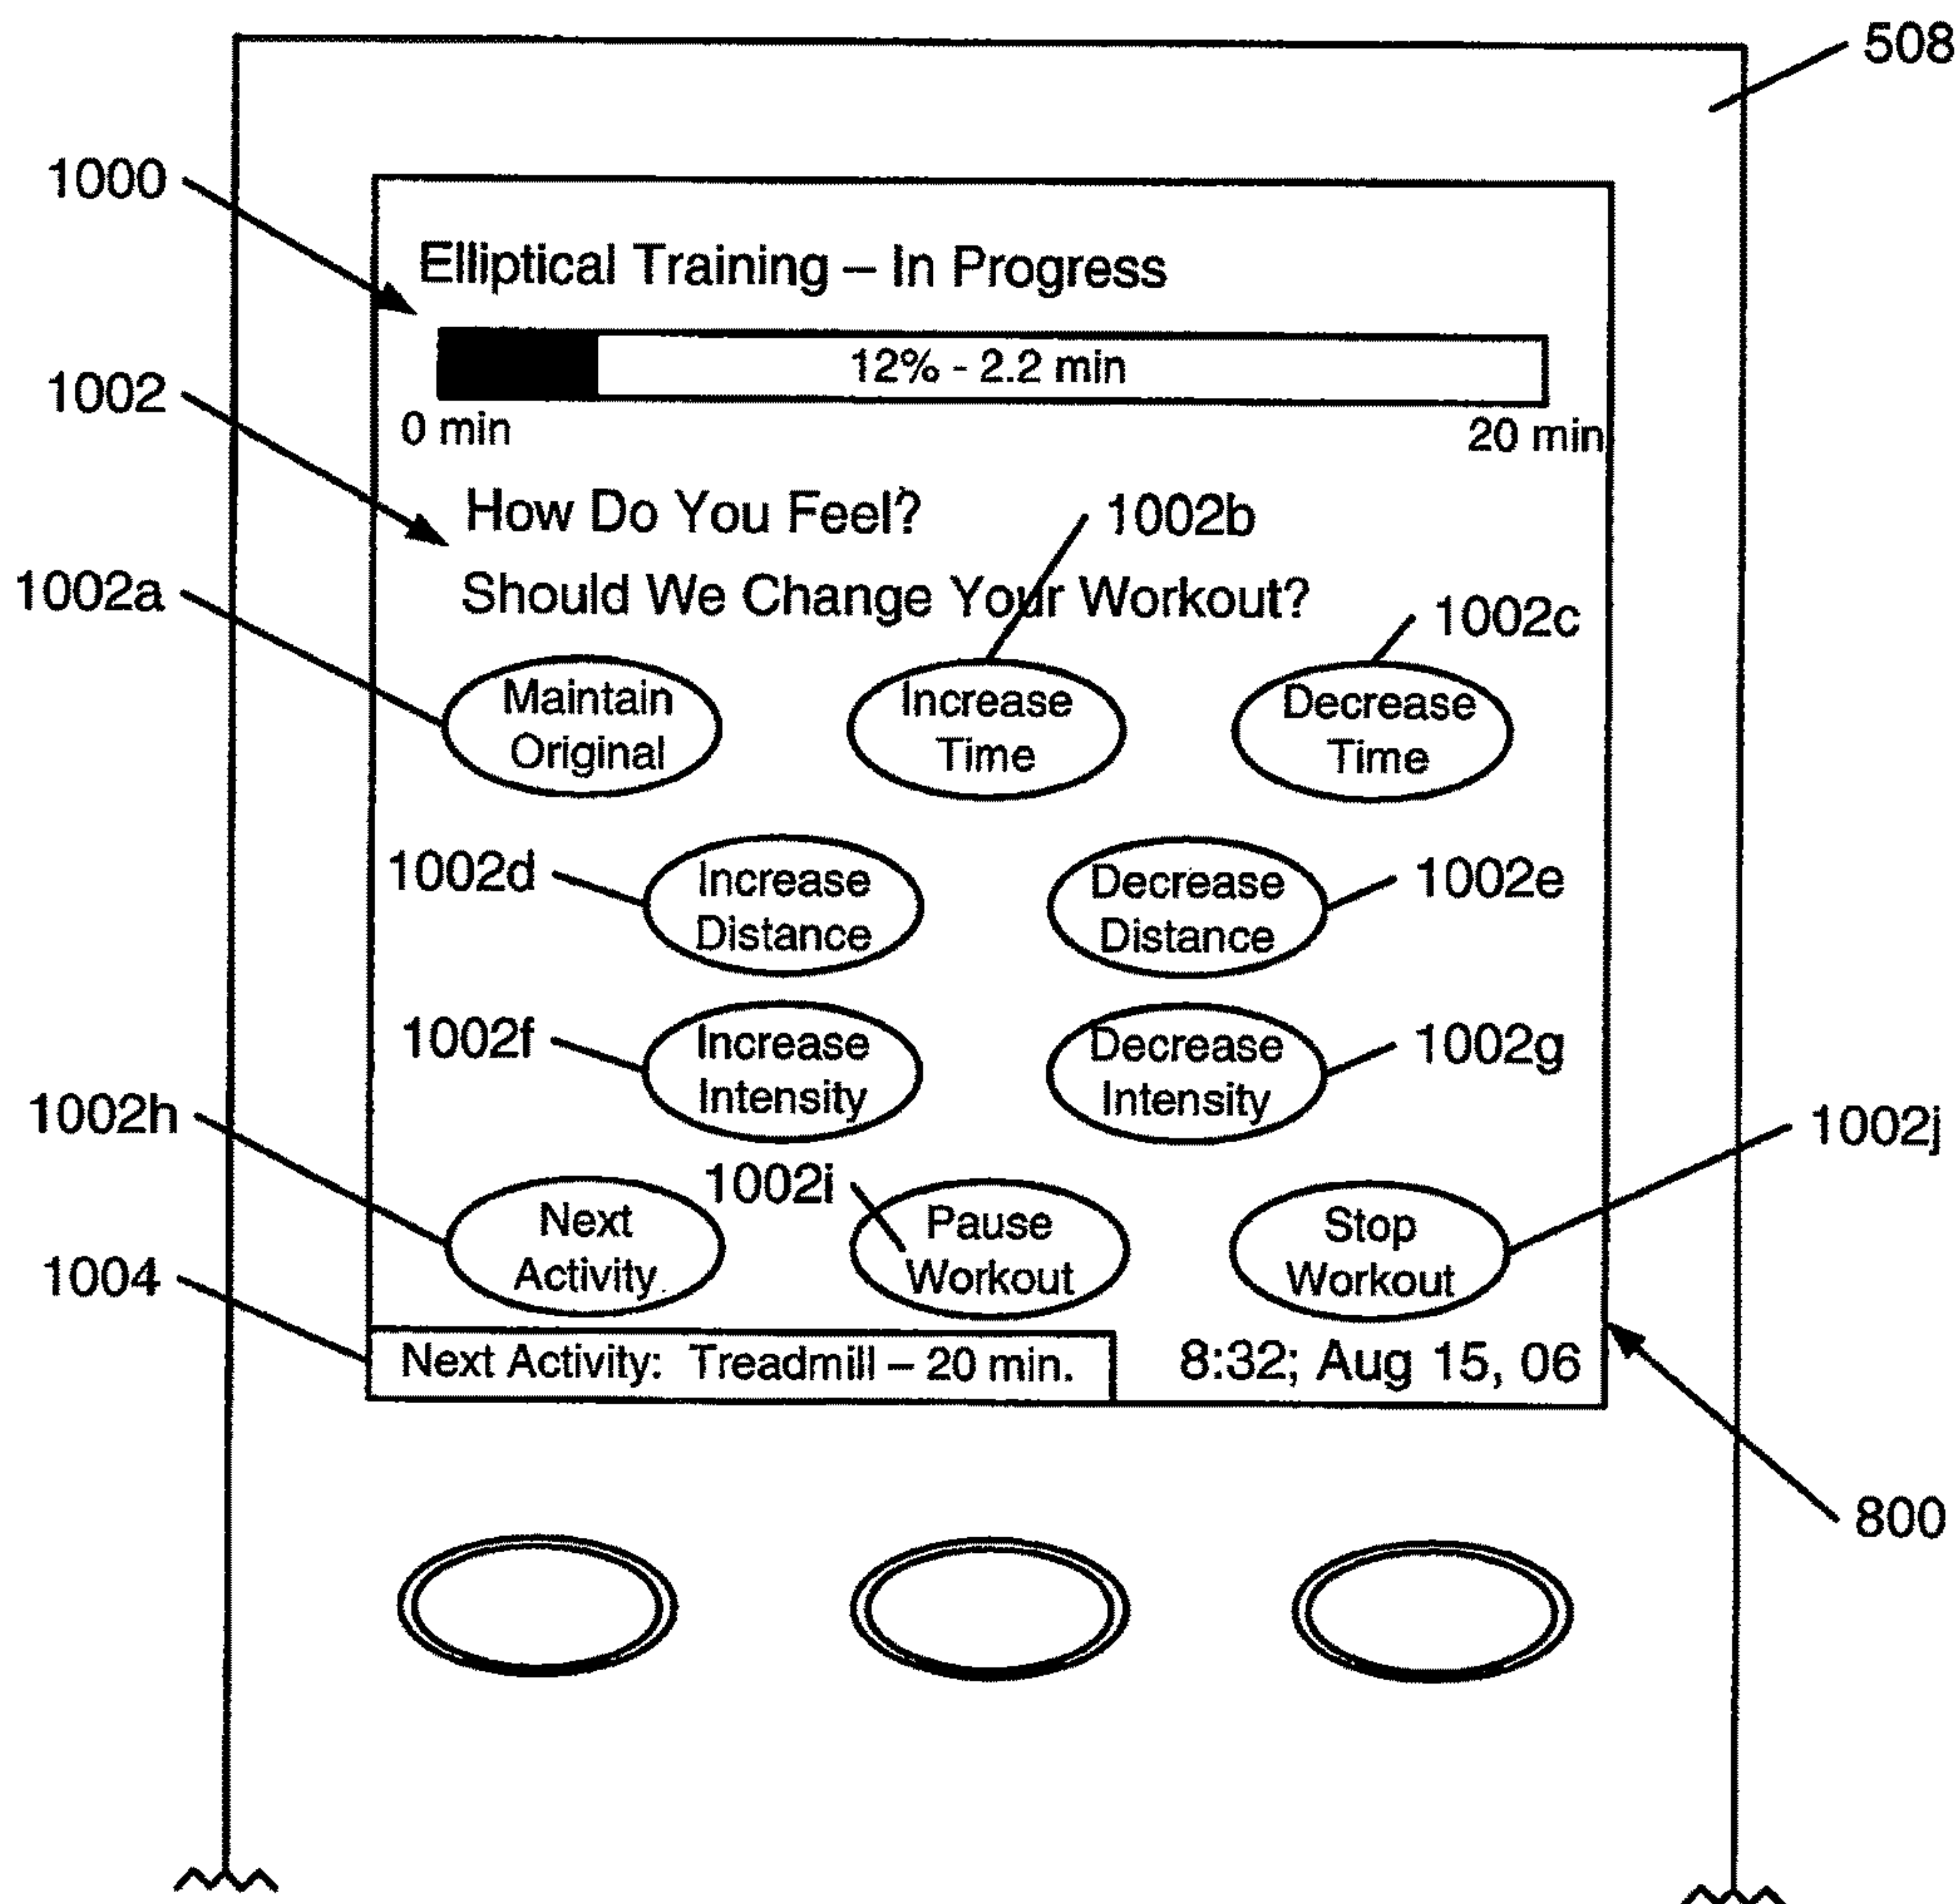 508
1000
Elliptical Training – In Progress
12% - 2.2 min
0 min
20 min
1002
How Do You Feel?
1002b
1002a
Should We Change Your Workout?
1002c
Maintain
Original
Increase
Time
Decrease
Time
1002d
Increase
Distance
Decrease
Distance
1002e
1002f
Increase
Intensity
Decrease
Intensity
1002g
1002h
1002i
1002j
Next
Activity
Pause
Workout
Stop
Workout
1004
Next Activity: Treadmill – 20 min.
8:32; Aug 15, 06
800